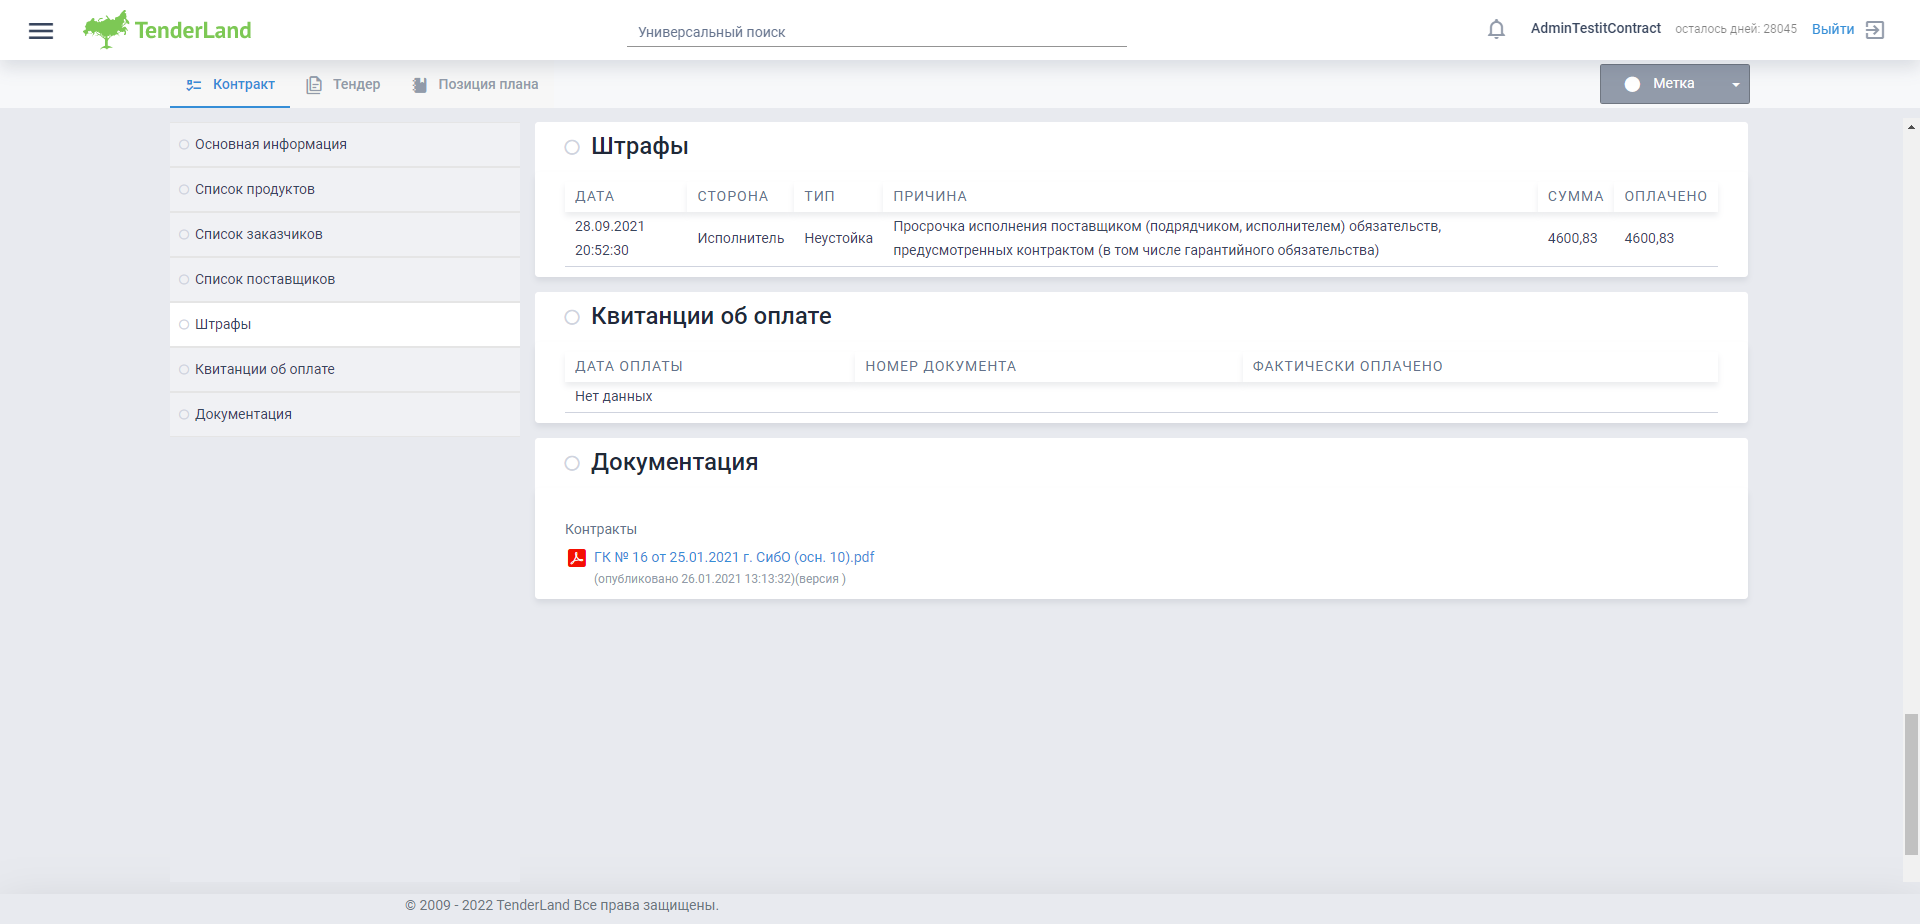 TenderLand
Универсальный поиск
AdminTestitContract
осталось дней: 28045
Выйти
Контракт
Тендер
Позиция плана
Метка
Основная информация
Список продуктов
Список заказчиков
Список поставщиков
Штрафы
Квитанции об оплате
Документация
Штрафы
ДАТА СТОРОНА ТИП ПРИЧИНА СУММА ОПЛАЧЕНО
28.09.2021
20:52:30
Исполнитель
Неустойка
Просрочка исполнения поставщиком (подрядчиком, исполнителем) обязательств,
предусмотренных контрактом (в том числе гарантийного обязательства)
4600,83
4600,83
Квитанции об оплате
ДАТА ОПЛАТЫ НОМЕР ДОКУМЕНТА ФАКТИЧЕСКИ ОПЛАЧЕНО
Нет данных
Документация
Контракты
ГК № 16 от 25.01.2021 г. СибО (осн. 10).pdf
(опубликовано 26.01.2021 13:13:32)(версия )
© 2009 - 2022 TenderLand Все права защищены.